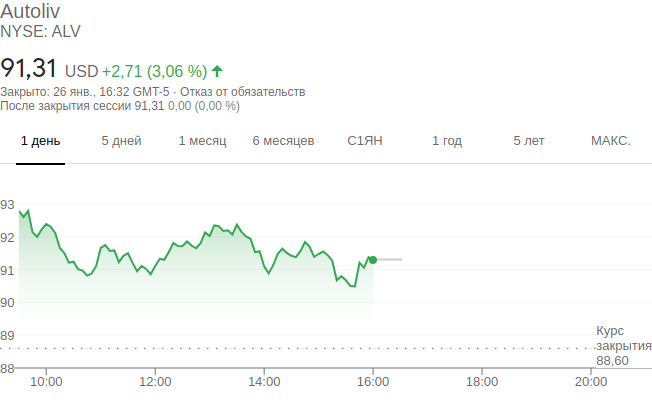 Autoliv
NYSE: ALV
91,31 USD +2,71 (3,06 %)
Закрыто: 26 янв., 16:32 GMT-5 · Отказ от обязательств
После закрытия сессии 91,31 0,00 (0,00 %)
1 день 5 дней 1 месяц 6 месяцев С1ЯН 1 год 5 лет МАКС.
93
92
91
90
89
Курс
закрытия
88,60
88
10:00 12:00 14:00 16:00 18:00 20:00